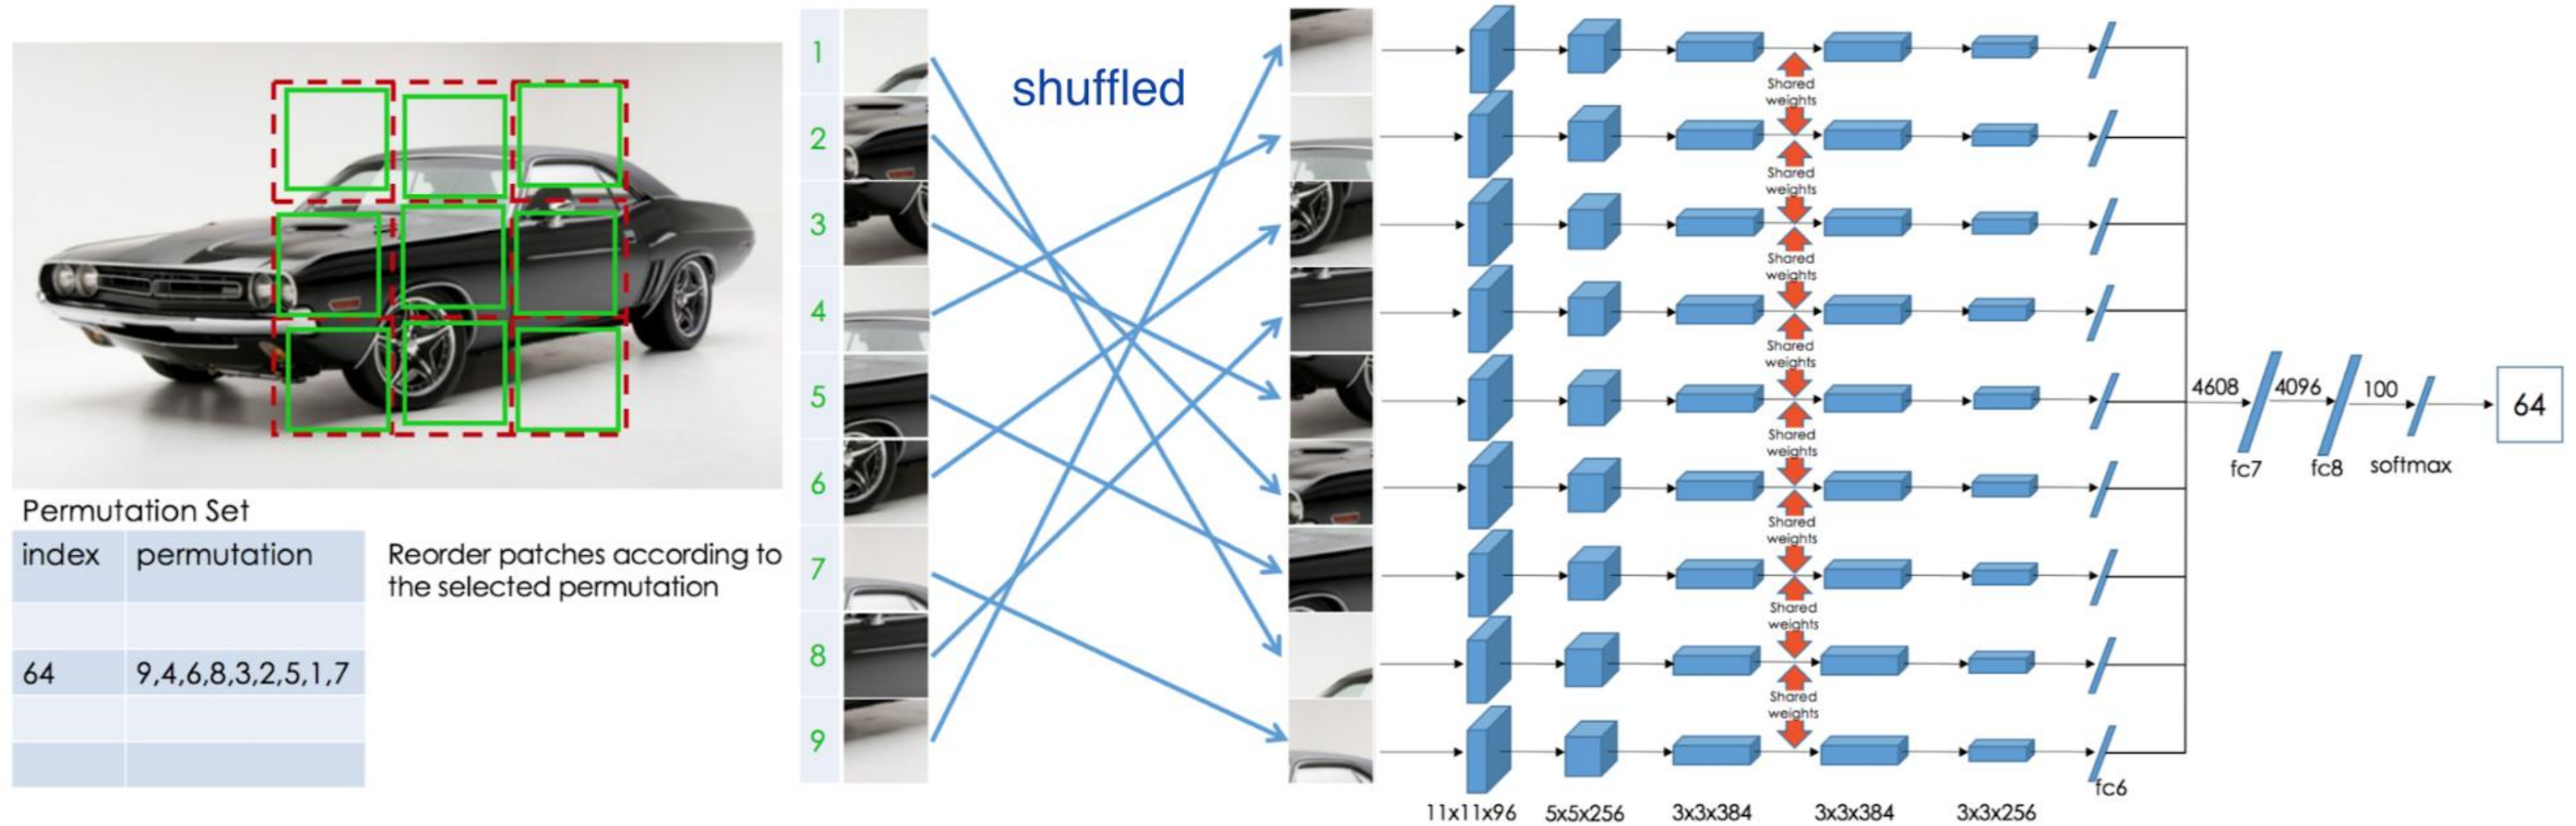 Permutation Set
index permutation
64 9,4,6,8,3,2,5,1,7
Reorder patches according to
the selected permutation
1
2
3
4
5
6
7
8
9
shuffled
Shared
weights
Shared
weights
Shared
weights
Shared
weights
Shared
weights
Shared
weights
Shared
weights
Shared
weights
11x11x96 5x5x256 3x3x384 3x3x384 3x3x256
fc6
4608 4096 100
fc7 fc8 softmax
64